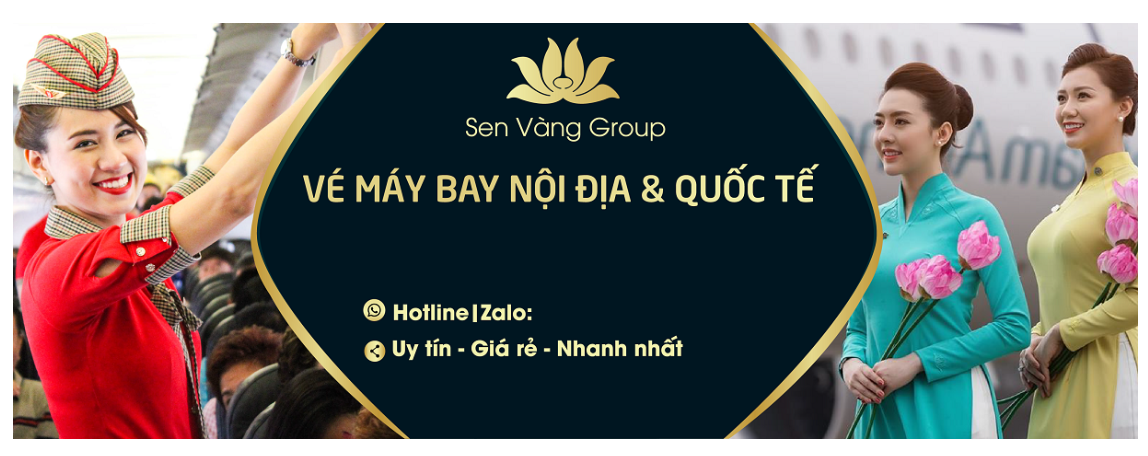 Sen Vàng Group
VÉ MÁY BAY NỘI ĐỊA & QUỐC TẾ
Hotline|Zalo:
Uy tín - Giá rẻ - Nhanh nhất